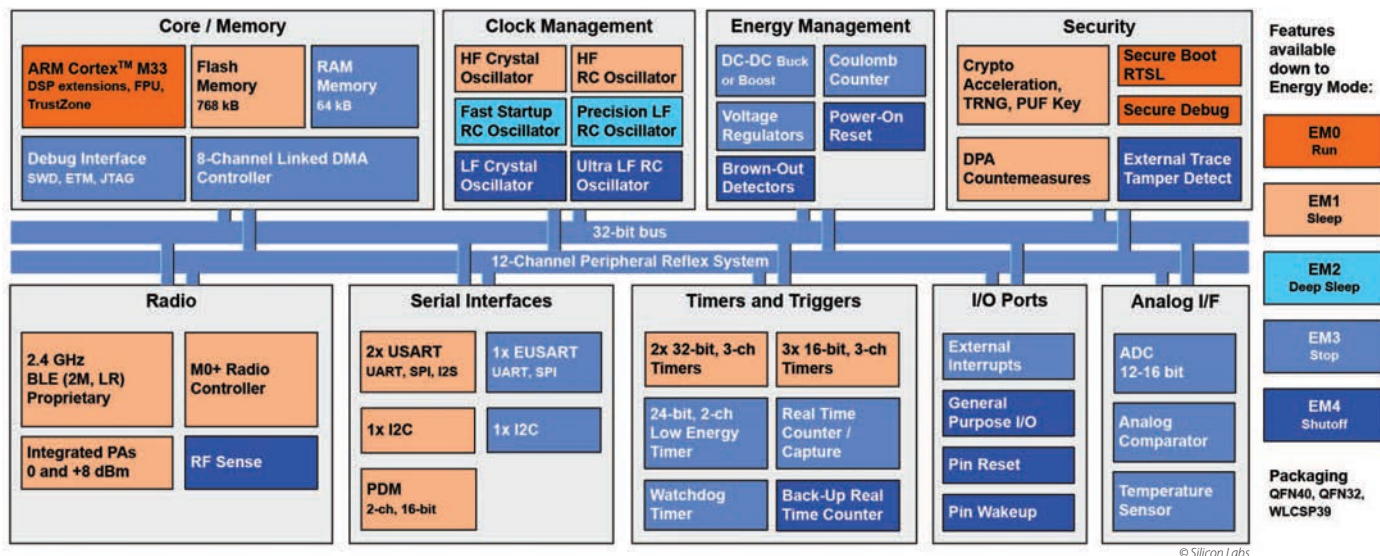 Core / Memory
ARM Cortex™ M33
DSP extensions, FPU,
TrustZone
Flash
Memory
768 kB
RAM
Memory
64 kB
Debug Interface
SWD, ETM, JTAG
8-Channel Linked DMA
Controller
Clock Management
HF Crystal
Oscillator
HF
RC Oscillator
Fast Startup
RC Oscillator
Precision LF
RC Oscillator
LF Crystal
Oscillator
Ultra LF RC
Oscillator
Energy Management
DC-DC Buck
or Boost
Coulomb
Counter
Voltage
Regulators
Power-On
Reset
Brown-Out
Detectors
Security
Crypto
Acceleration,
TRNG, PUF Key
Secure Boot
RTSL
Secure Debug
DPA
Countemeasures
External Trace
Tamper Detect
32-bit bus
12-Channel Peripheral Reflex System
Radio
2.4 GHz
BLE (2M, LR)
Proprietary
M0+ Radio
Controller
Integrated PAs
0 and +8 dBm
RF Sense
Serial Interfaces
2x USART
UART, SPI, I2S
1x EUSART
UART, SPI
1x I2C
1x I2C
PDM
2-ch, 16-bit
Timers and Triggers
2x 32-bit, 3-ch
Timers
3x 16-bit, 3-ch
Timers
24-bit, 2-ch
Low Energy
Timer
Real Time
Counter /
Capture
Watchdog
Timer
Back-Up Real
Time Counter
I/O Ports
External
Interrupts
General
Purpose I/O
Pin Reset
Pin Wakeup
Analog I/F
ADC
12-16 bit
Analog
Comparator
Temperature
Sensor
Features
available
down to
Energy Mode:
EM0
Run
EM1
Sleep
EM2
Deep Sleep
EM3
Stop
EM4
Shutoff
Packaging
QFN40, QFN32,
WLCSP39
© Silicon Labs